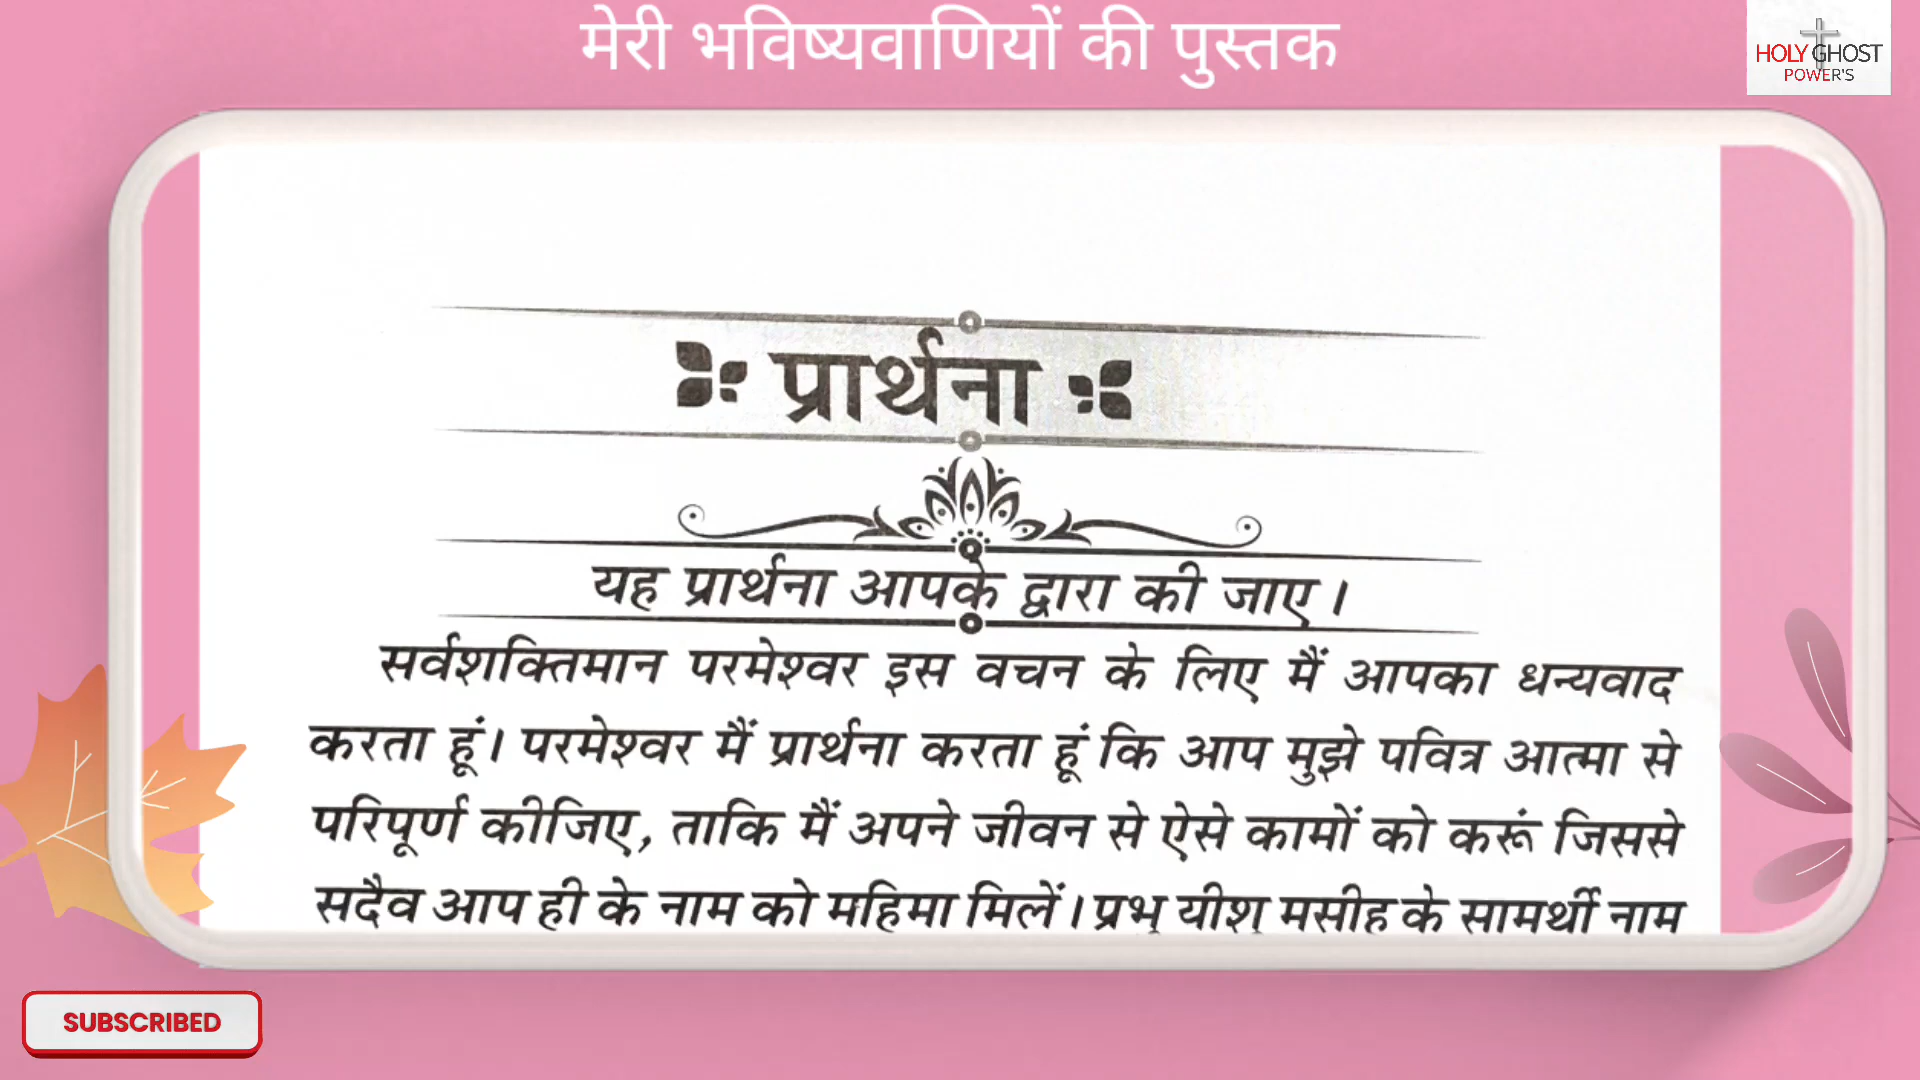 मेरी भविष्यवाणियों की पुस्तक
HOLY GHOST
POWER'S
प्रार्थना
यह प्रार्थना आपके द्वारा की जाए।
सर्वशक्तिमान परमेश्वर इस वचन के लिए मैं आपका धन्यवाद
करता हूं। परमेश्वर मैं प्रार्थना करता हूं कि आप मुझे पवित्र आत्मा से
परिपूर्ण कीजिए, ताकि मैं अपने जीवन से ऐसे कामों को करूं जिससे
सदैव आप ही के नाम को महिमा मिलें। प्रभु यीशु मसीह के सामर्थी नाम
SUBSCRIBED